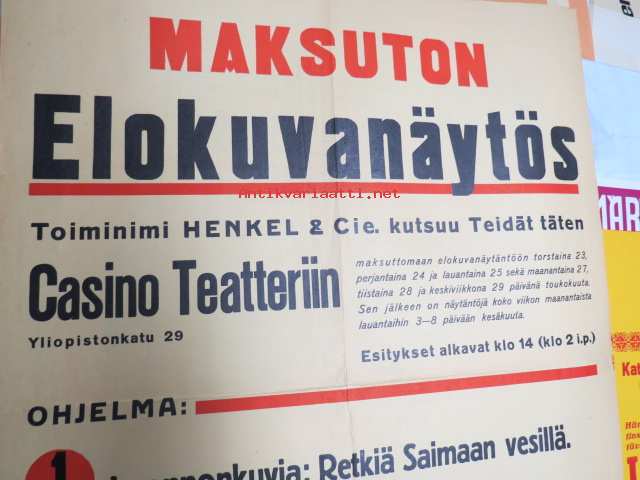 MAKSUTON
Elokuvanäytös
Antikvariaatti.net
Toiminimi HENKEL & Cie. kutsuu Teidät täten
Casino Teatteriin
Yliopistonkatu 29
maksuttomaan elokuvanäytäntöön torstaina 23,
perjantaina 24 ja lauantaina 25 sekä maanantaina 27,
tiistaina 28 ja keskiviikkona 29 päivänä toukokuuta.
Sen jälkeen on näytäntöjä koko viikon maanantaista
lauantaihin 3—8 päivään kesäkuuta.
Esitykset alkavat klo 14 (klo 2 i.p.)
OHJELMA:
1
Retkiä Saimaan vesillä.
MAR
Kat